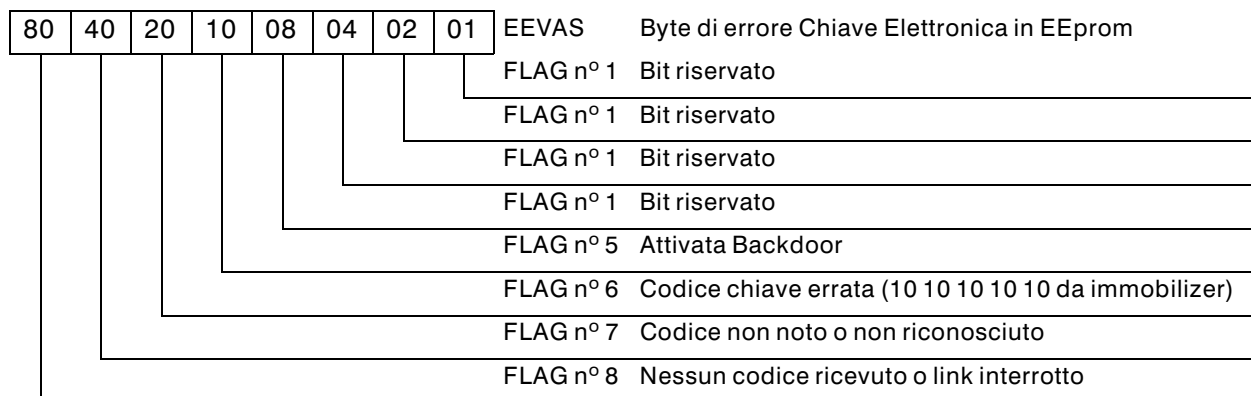 80 40 20 10 08 04 02 01 EEVAS Byte di errore Chiave Elettronica in EEprom
FLAG nº 1 Bit riservato
FLAG nº 1 Bit riservato
FLAG nº 1 Bit riservato
FLAG nº 1 Bit riservato
FLAG nº 5 Attivata Backdoor
FLAG nº 6 Codice chiave errata (10 10 10 10 10 da immobilizer)
FLAG nº 7 Codice non noto o non riconosciuto
FLAG nº 8 Nessun codice ricevuto o link interrotto